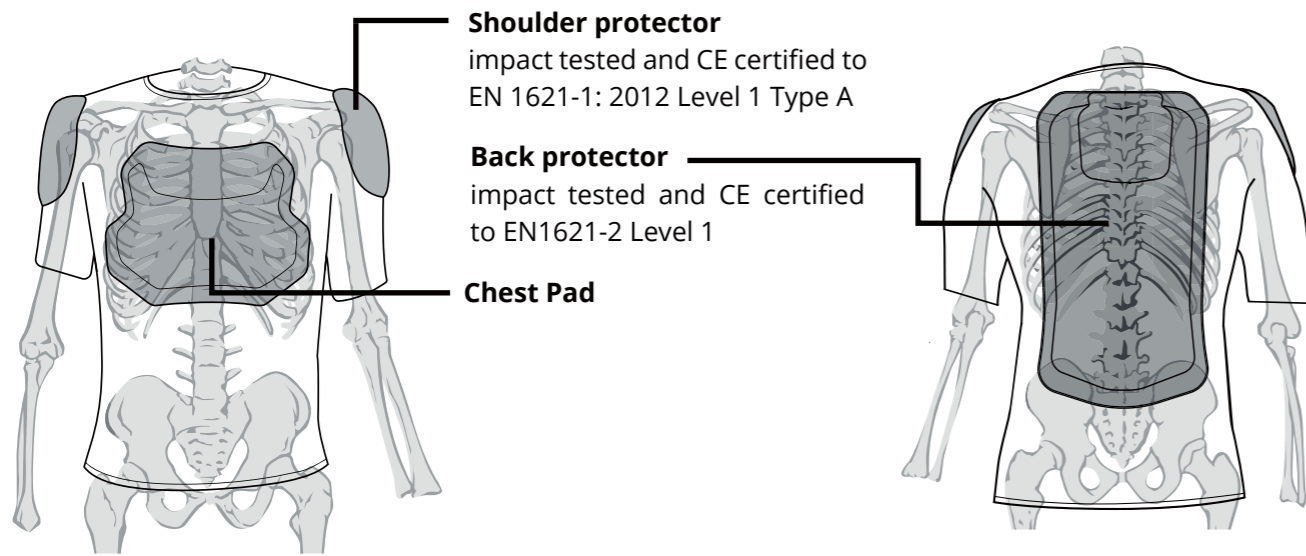 Shoulder protector
impact tested and CE certified to
EN 1621-1: 2012 Level 1 Type A
Back protector
impact tested and CE certified
to EN1621-2 Level 1
Chest Pad